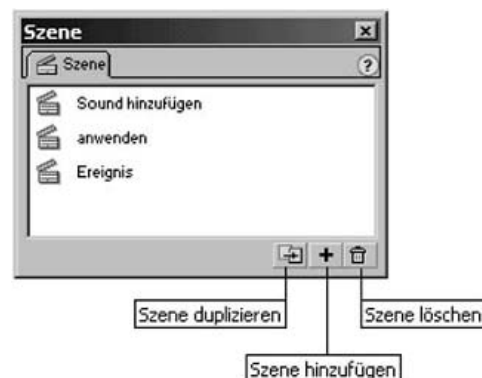 Szene
Szene
?
Sound hinzufügen
anwenden
Ereignis
Szene duplizieren
Szene löschen
Szene hinzufügen